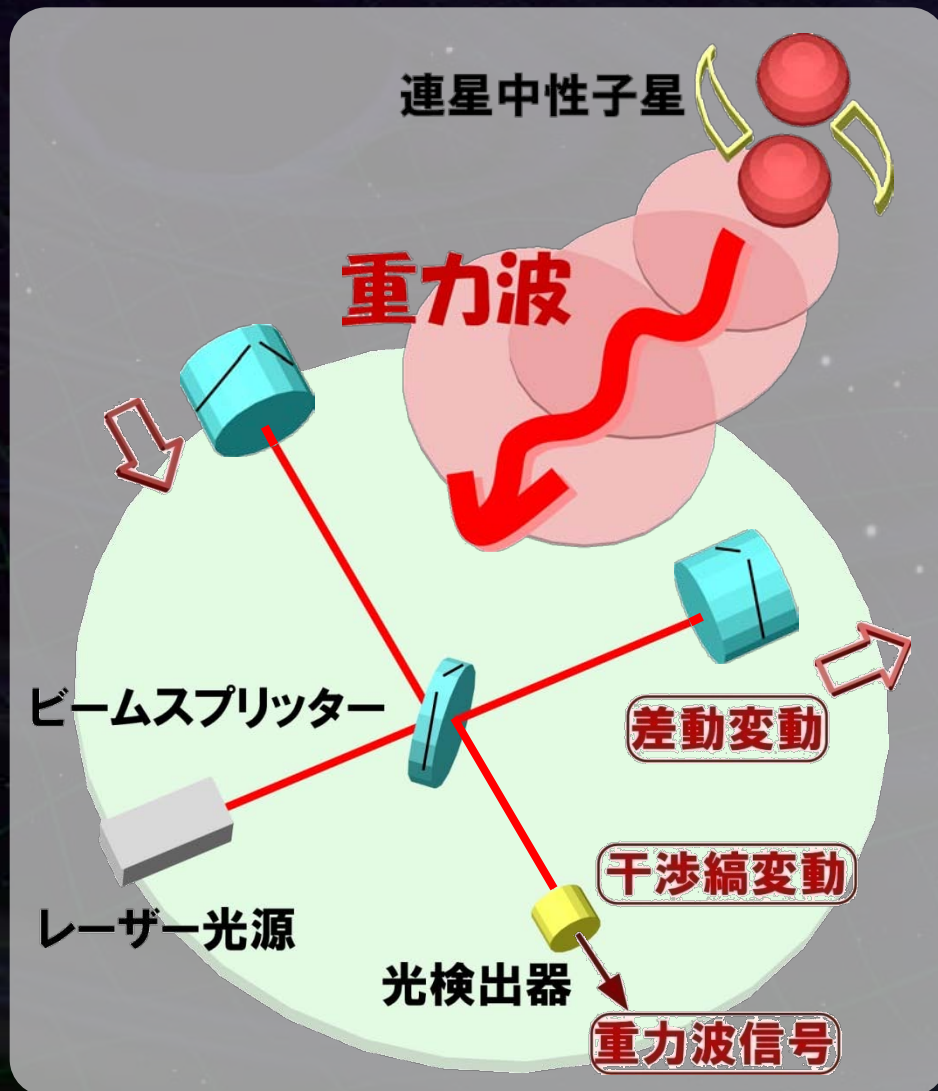 連星中性子星
重力波
ビームスプリッター
差動変動
干渉縞変動
レーザー光源
光検出器
重力波信号